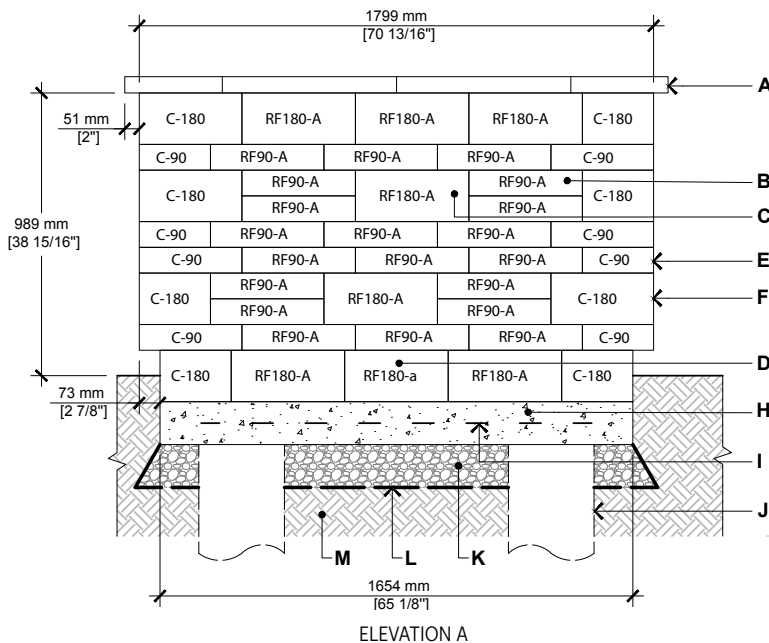 1799 mm
[70 13/16"]
A
51 mm
[2"]
C-180 RF180-A RF180-A RF180-A C-180
C-90 RF90-A RF90-A RF90-A C-90
C-180 RF90-A RF180-A RF90-A C-180
B
RF90-A RF90-A
C
989 mm
[38 15/16"]
C-90 RF90-A RF90-A RF90-A C-90
C-90 RF90-A RF90-A RF90-A C-90
E
C-180 RF90-A RF180-A RF90-A C-180
F
RF90-A RF90-A
C-90 RF90-A RF90-A RF90-A C-90
C-180 RF180-A RF180-a RF180-A C-180
D
73 mm
[2 7/8"]
H
I
J
M L K
1654 mm
[65 1/8"]
ELEVATION A